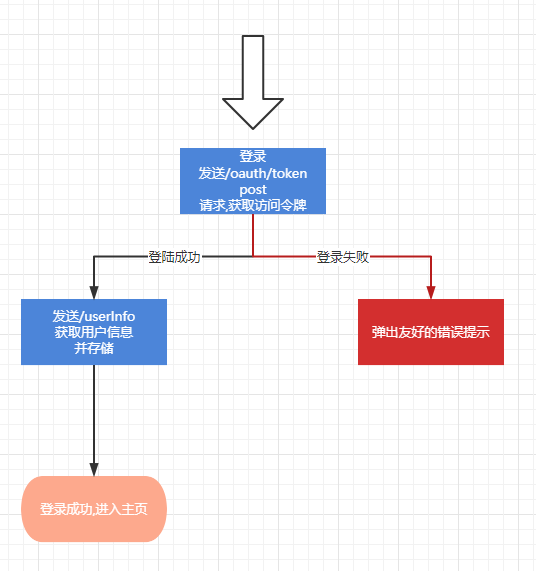 登录
发送/oauth/token
post
请求,获取访问令牌
登陆成功
登录失败
发送/userInfo
获取用户信息
并存储
弹出友好的错误提示
登录成功,进入主页